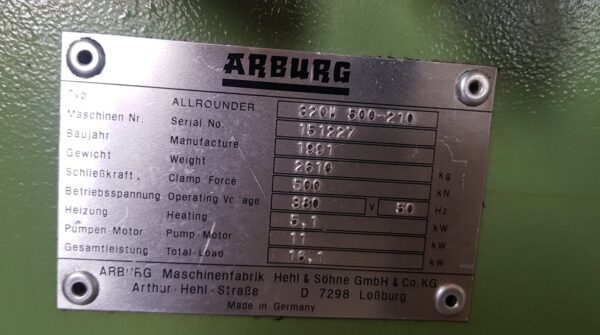 ARBURG
Typ ALLROUNDER 320M 500-210
Maschinen Nr. Serial No. 151227
Baujahr Manufacture 1991
Gewicht Weight 2610 kg
Schließkraft Clamp Force 500 kN
Betriebsspannung Operating Vo age 380 V 50 Hz
Heizung Heating 5,1 kW
Pumpen-Motor Pump-Motor 11 kW
Gesamtleistung Total-Load 16,1 kW
ARBURG Maschinenfabrik Hehl & Söhne GmbH & Co. KG
Arthur-Hehl-Straße D 7298 Loßburg
Made in Germany